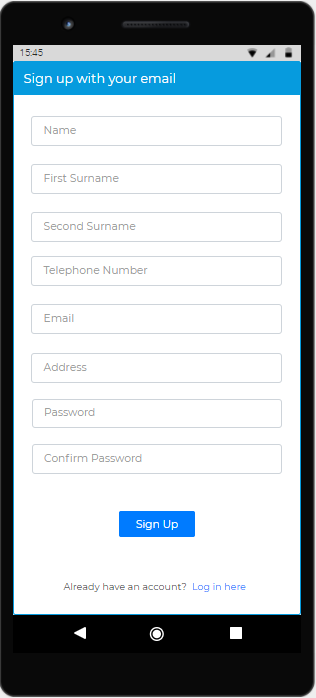 15:45
Sign up with your email
Name
First Surname
Second Surname
Telephone Number
Email
Address
Password
Confirm Password
Sign Up
Already have an account? Log in here